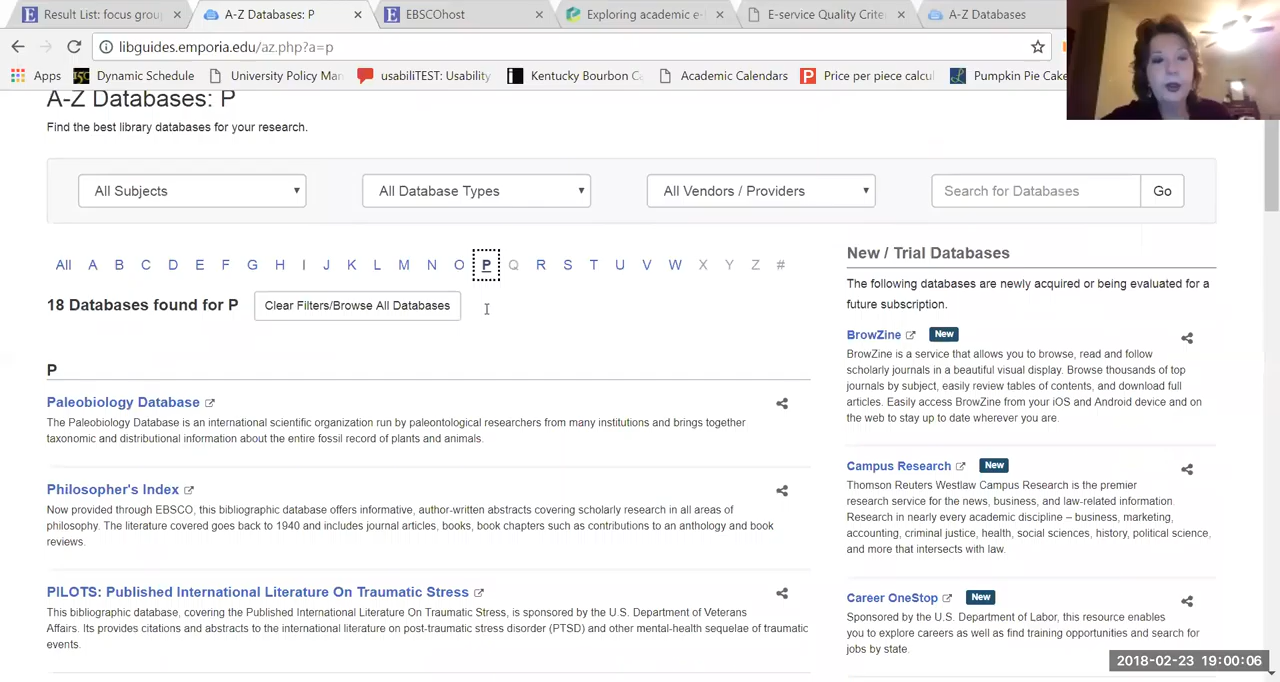 Result List: focus grou
A-Z Databases: P
EBSCOhost
Exploring academic e-
E-service Quality Crite
A-Z Databases
libguides.emporia.edu/az.php?a=p
Apps Dynamic Schedule University Policy Man usabiliTEST: Usability Kentucky Bourbon C Academic Calendars Price per piece calcul Pumpkin Pie Cake
A-Z Databases: P
Find the best library databases for your research.
All Subjects
All Database Types
All Vendors / Providers
Search for Databases
Go
All A B C D E F G H I J K L M N O P Q R S T U V W X Y Z #
18 Databases found for P
Clear Filters/Browse All Databases
P
Paleobiology Database
The Paleobiology Database is an international scientific organization run by paleontological researchers from many institutions and brings together
taxonomic and distributional information about the entire fossil record of plants and animals.
Philosopher's Index
Now provided through EBSCO, this bibliographic database offers informative, author-written abstracts covering scholarly research in all areas of
philosophy. The literature covered goes back to 1940 and includes journal articles, books, book chapters such as contributions to an anthology and book
reviews.
PILOTS: Published International Literature On Traumatic Stress
This bibliographic database, covering the Published International Literature On Traumatic Stress, is sponsored by the U.S. Department of Veterans
Affairs. Its provides citations and abstracts to the international literature on post-traumatic stress disorder (PTSD) and other mental-health sequelae of traumatic
events.
New / Trial Databases
The following databases are newly acquired or being evaluated for a
future subscription.
BrowZine New
BrowZine is a service that allows you to browse, read and follow
scholarly journals in a beautiful visual display. Browse thousands of top
journals by subject, easily review tables of contents, and download full
articles. Easily access BrowZine from your iOS and Android device and on
the web to stay up to date wherever you are.
Campus Research New
Thomson Reuters Westlaw Campus Research is the premier
research service for the news, business, and law-related information
Research in nearly every academic discipline – business, marketing,
accounting, criminal justice, health, social sciences, history, political science,
and more that intersects with law.
Career OneStop New
Sponsored by the U.S. Department of Labor, this resource enables
you to explore careers as well as find training opportunities and search for
jobs by state.
2018-02-23 19:00:06